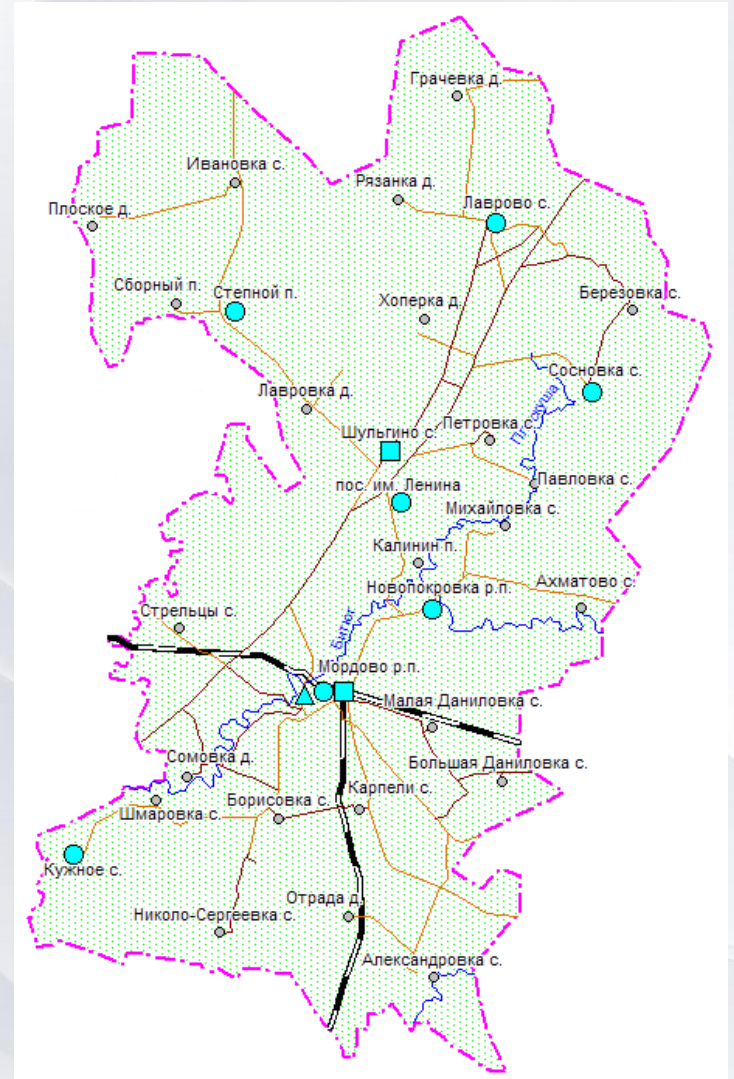 Грачевка д.
Ивановка с.
Рязанка д.
Плоское д.
Лаврово с.
Сборный п.
Степной п.
Хоперка д.
Березовка с.
Сосновка с.
Лавровка д.
Плоскуша
Шульгино с.
Петровка с.
пос. им. Ленина
Павловка с.
Михайловка с.
Калинин п.
Новопокровка р.п.
Ахматово с.
Стрельцы с.
Битюг
Мордово р.п.
Малая Даниловка с.
Сомовка д.
Большая Даниловка с.
Карпели с.
Борисовка с.
Шмаровка с.
Кужное с.
Отрада д.
Николо-Сергеевка с.
Александровка с.